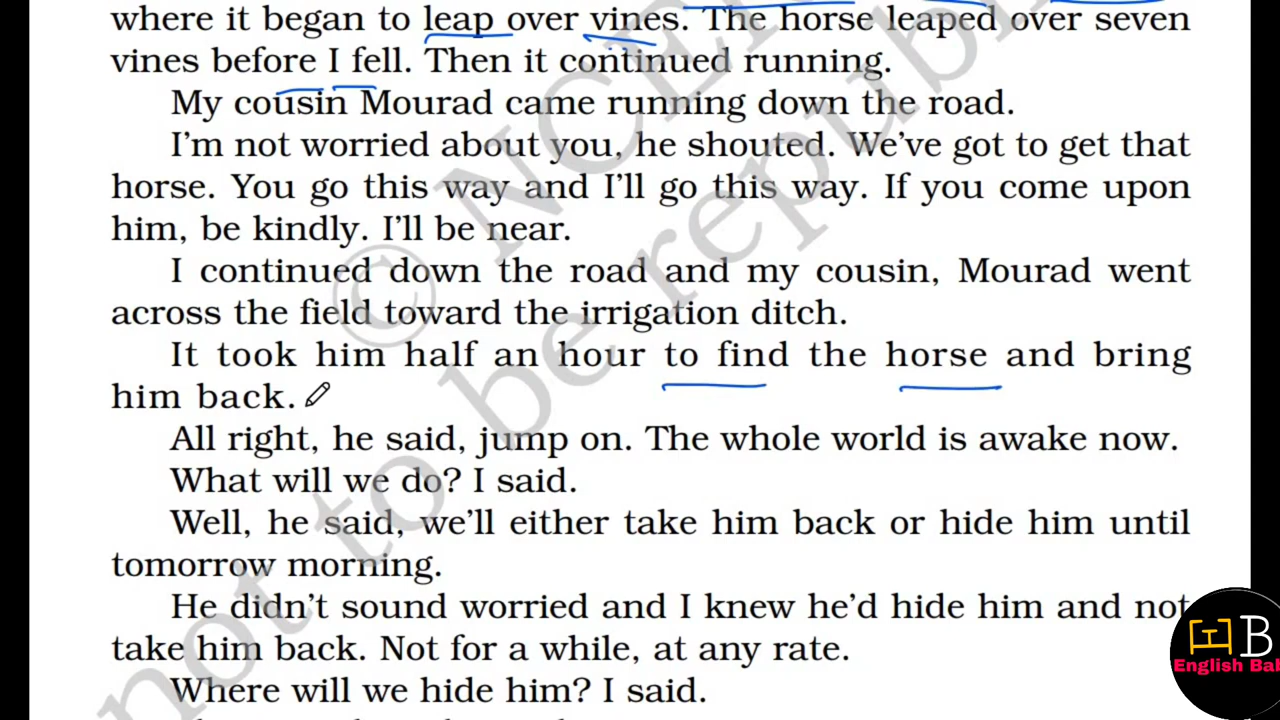 where it began to leap over vines. The horse leaped over seven
vines before I fell. Then it continued running.
My cousin Mourad came running down the road.
I'm not worried about you, he shouted. We've got to get that
horse. You go this way and I'll go this way. If you come upon
him, be kindly. I'll be near.
I continued down the road and my cousin, Mourad went
across the field toward the irrigation ditch.
It took him half an hour to find the horse and bring
him back.
All right, he said, jump on. The whole world is awake now.
What will we do? I said.
Well, he said, we'll either take him back or hide him until
tomorrow morning.
He didn't sound worried and I knew he'd hide him and not
take him back. Not for a while, at any rate.
Where will we hide him? I said.
© NCE
not to be republi
B
English Bal